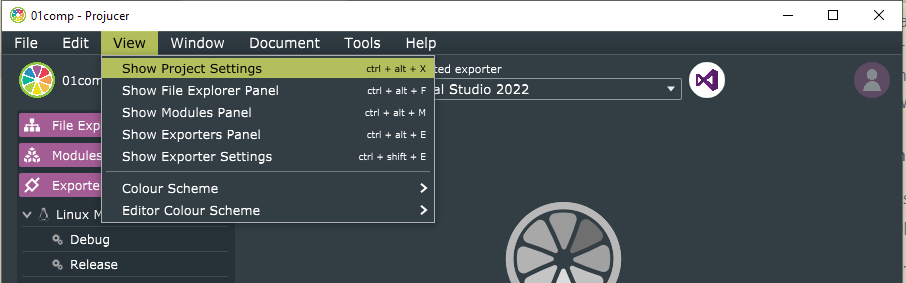 01comp - Projucer
File Edit View Window Document Tools Help
01comp
ted exporter
al Studio 2022
Show Project Settings ctrl + alt + X
Show File Explorer Panel ctrl + alt + F
Show Modules Panel ctrl + alt + M
Show Exporters Panel ctrl + alt + E
Show Exporter Settings ctrl + shift + E
Colour Scheme
Editor Colour Scheme
File Exp
Modules
Exporte
Linux M
Debug
Release